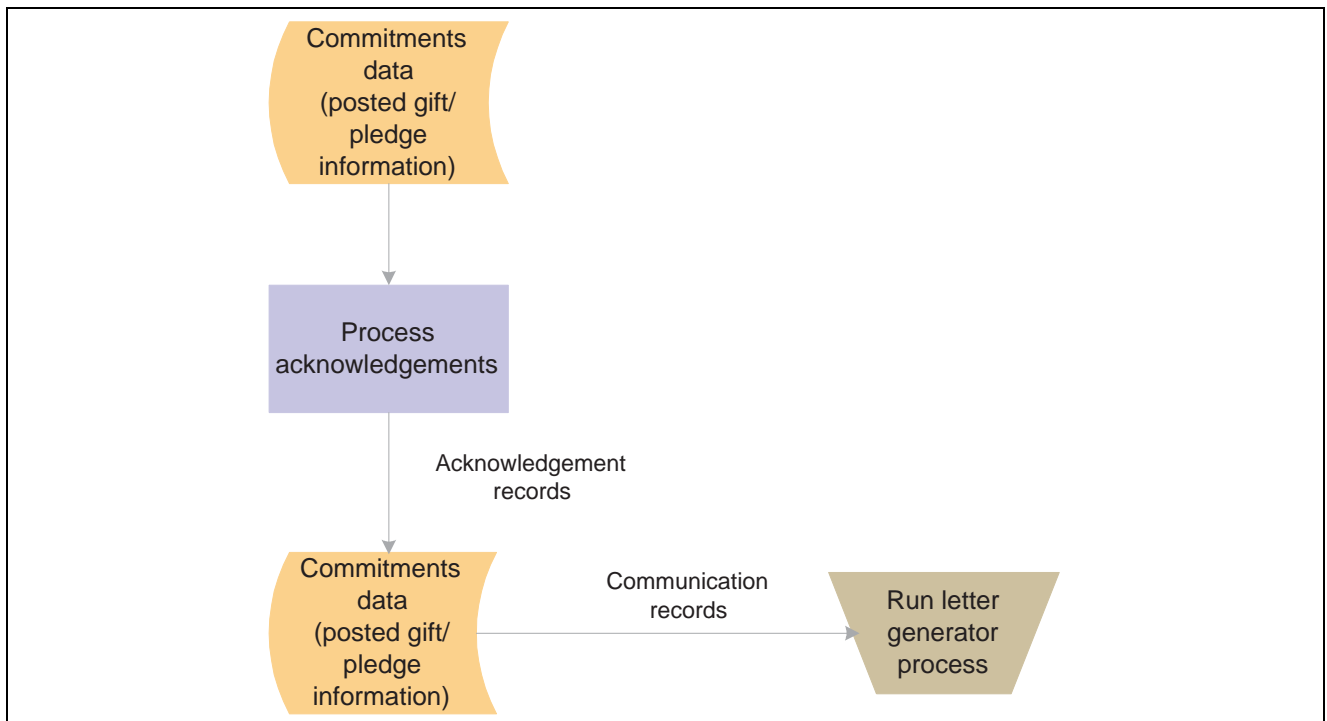 Commitments
data
(posted gift/
pledge
information)
Process
acknowledgements
Acknowledgement
records
Commitments
data
(posted gift/
pledge
information)
Communication
records
Run letter
generator
process